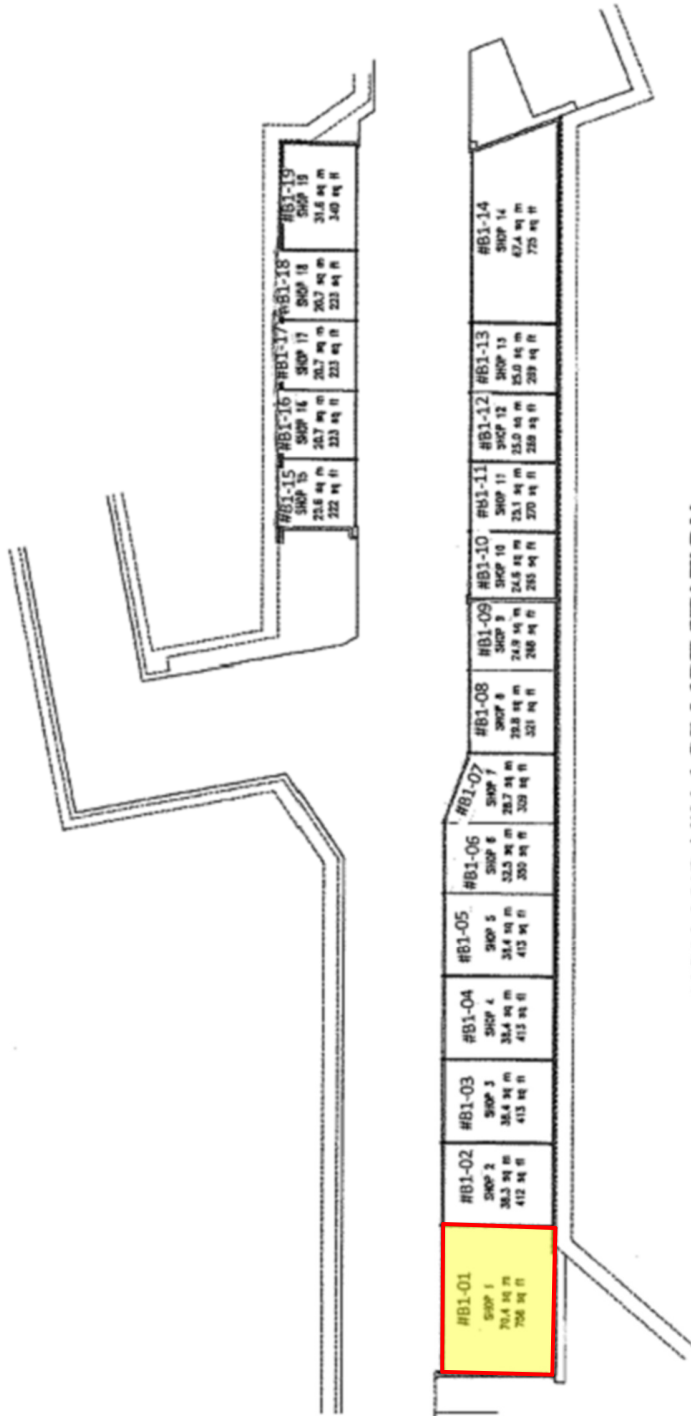 #B1-01
SHOP 1
70.4 sq m
758 sq ft
#B1-02
SHOP 2
38.3 sq m
412 sq ft
#B1-03
SHOP 3
38.4 sq m
413 sq ft
#B1-04
SHOP 4
38.4 sq m
413 sq ft
#B1-05
SHOP 5
38.4 sq m
413 sq ft
#B1-06
SHOP 6
32.5 sq m
350 sq ft
#B1-07
SHOP 7
28.7 sq m
309 sq ft
#B1-08
SHOP 8
29.8 sq m
321 sq ft
#B1-09
SHOP 9
24.9 sq m
268 sq ft
#B1-10
SHOP 10
24.6 sq m
265 sq ft
#B1-11
SHOP 11
25.1 sq m
270 sq ft
#B1-12
SHOP 12
25.0 sq m
269 sq ft
#B1-13
SHOP 13
25.0 sq m
269 sq ft
#B1-14
SHOP 14
67.4 sq m
725 sq ft
#B1-15
SHOP 15
sq m
222 sq ft
#B1-16
SHOP 16
20.7 sq m
223 sq ft
#B1-17
SHOP 17
20.7 sq m
223 sq ft
#B1-18
SHOP 18
20.7 sq m
223 sq ft
#B1-19
SHOP 19
31.6 sq m
340 sq ft